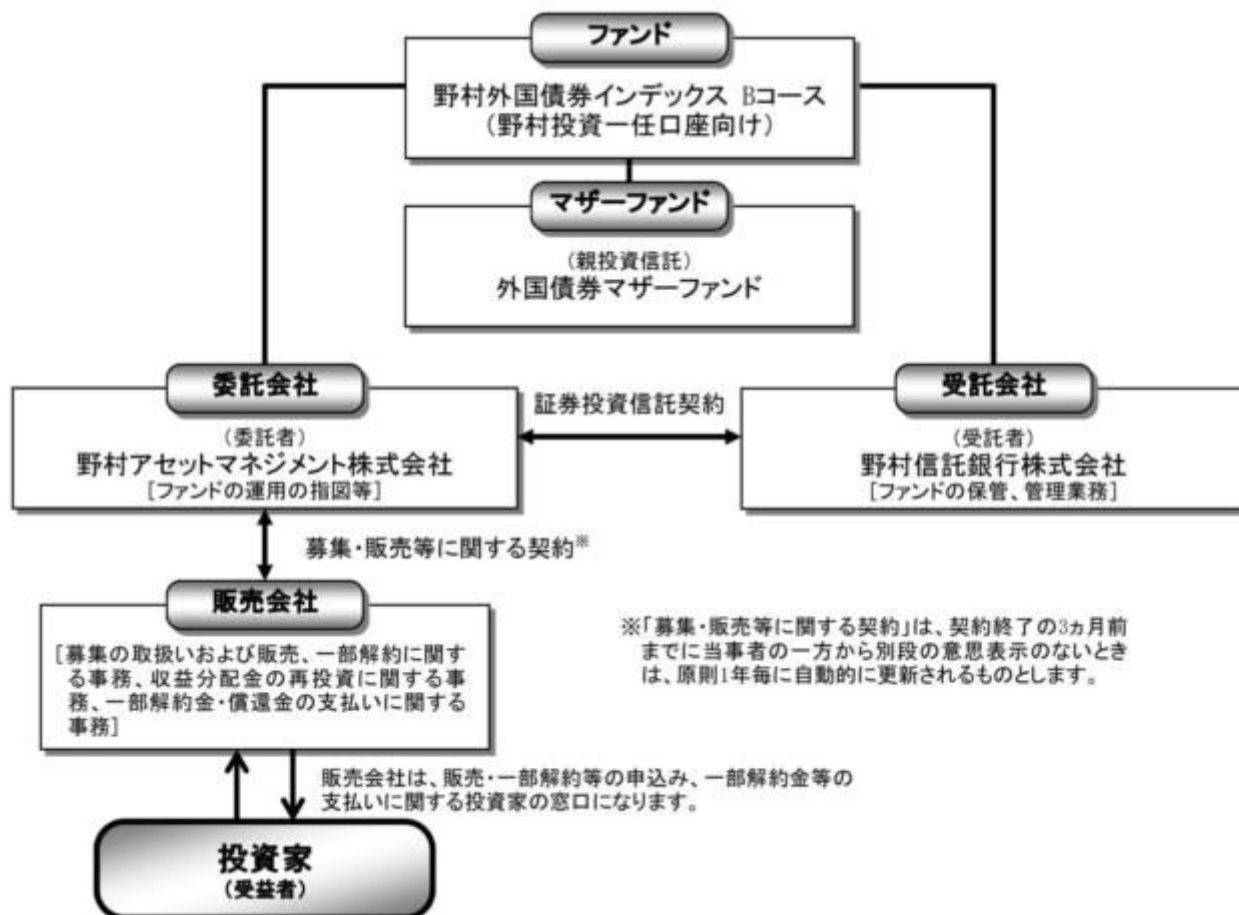 ファンド
野村外国債券インデックス Bコース
(野村投資一任口座向け)
マザーファンド
(親投資信託)
外国債券マザーファンド
委託会社
(委託者)
野村アセットマネジメント株式会社
[ファンドの運用の指図等]
証券投資信託契約
受託会社
(受託者)
野村信託銀行株式会社
[ファンドの保管、管理業務]
募集・販売等に関する契約※
販売会社
[募集の取扱いおよび販売、一部解約に関す
る事務、収益分配金の再投資に関する事
務、一部解約金・償還金の支払いに関する
事務]
※「募集・販売等に関する契約」は、契約終了の3ヵ月前
までに当事者の一方から別段の意思表示のないとき
は、原則1年毎に自動的に更新されるものとします。
販売会社は、販売・一部解約等の申込み、一部解約金等の
支払いに関する投資家の窓口になります。
投資家
(受益者)